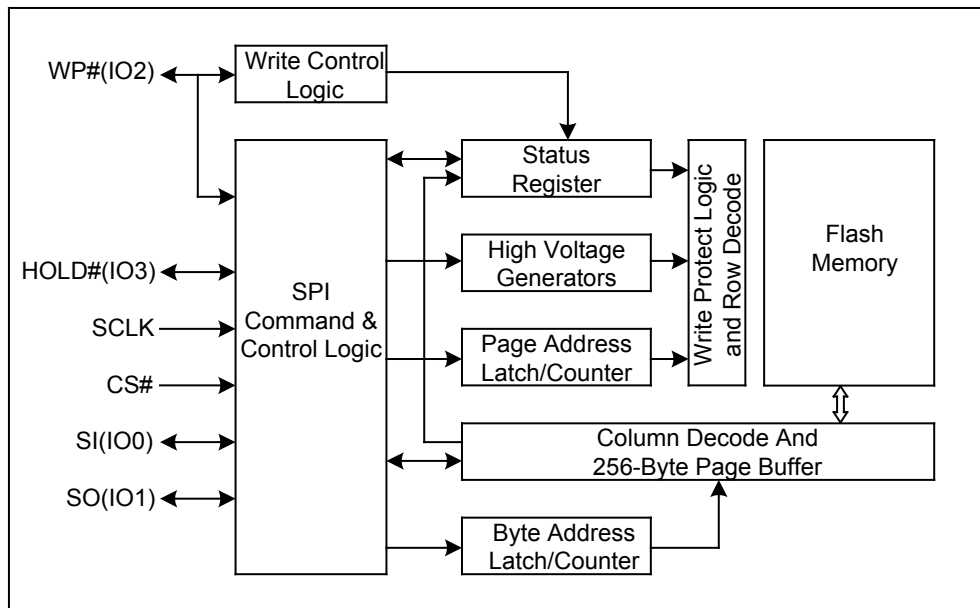 WP#(IO2)
Write Control
Logic
Status
Register
HOLD#(IO3)
High Voltage
Generators
SPI
Command &
Control Logic
SCLK
Page Address
Latch/Counter
Write Protect Logic
and Row Decode
Flash
Memory
CS#
SI(IO0)
Column Decode And
256-Byte Page Buffer
SO(IO1)
Byte Address
Latch/Counter